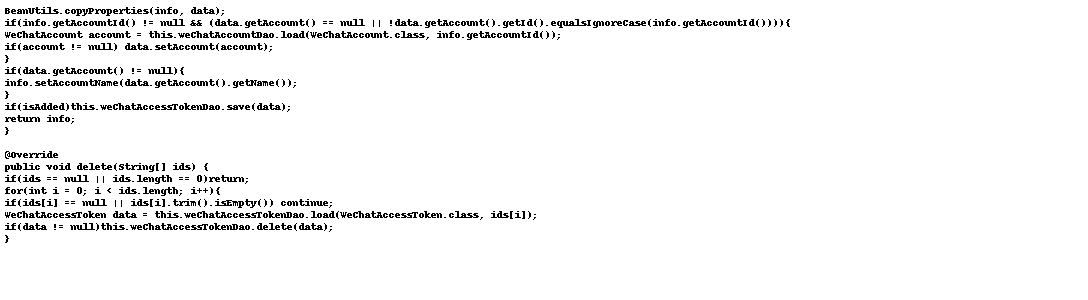 BeanUtils.copyProperties(info, data);
if(info.getAccountId() != null && (data.getAccount() == null || !data.getAccount().getId().equalsIgnoreCase(info.getAccountId()))){
WeChatAccount account = this.weChatAccountDao.load(WeChatAccount.class, info.getAccountId());
if(account != null) data.setAccount(account);
}
if(data.getAccount() != null){
info.setAccountName(data.getAccount().getName());
}
if(isAdded)this.weChatAccessTokenDao.save(data);
return info;
}
@Override
public void delete(String[] ids) {
if(ids == null || ids.length == 0)return;
for(int i = 0; i < ids.length; i++){
if(ids[i] == null || ids[i].trim().isEmpty()) continue;
WeChatAccessToken data = this.weChatAccessTokenDao.load(WeChatAccessToken.class, ids[i]);
if(data != null)this.weChatAccessTokenDao.delete(data);
}